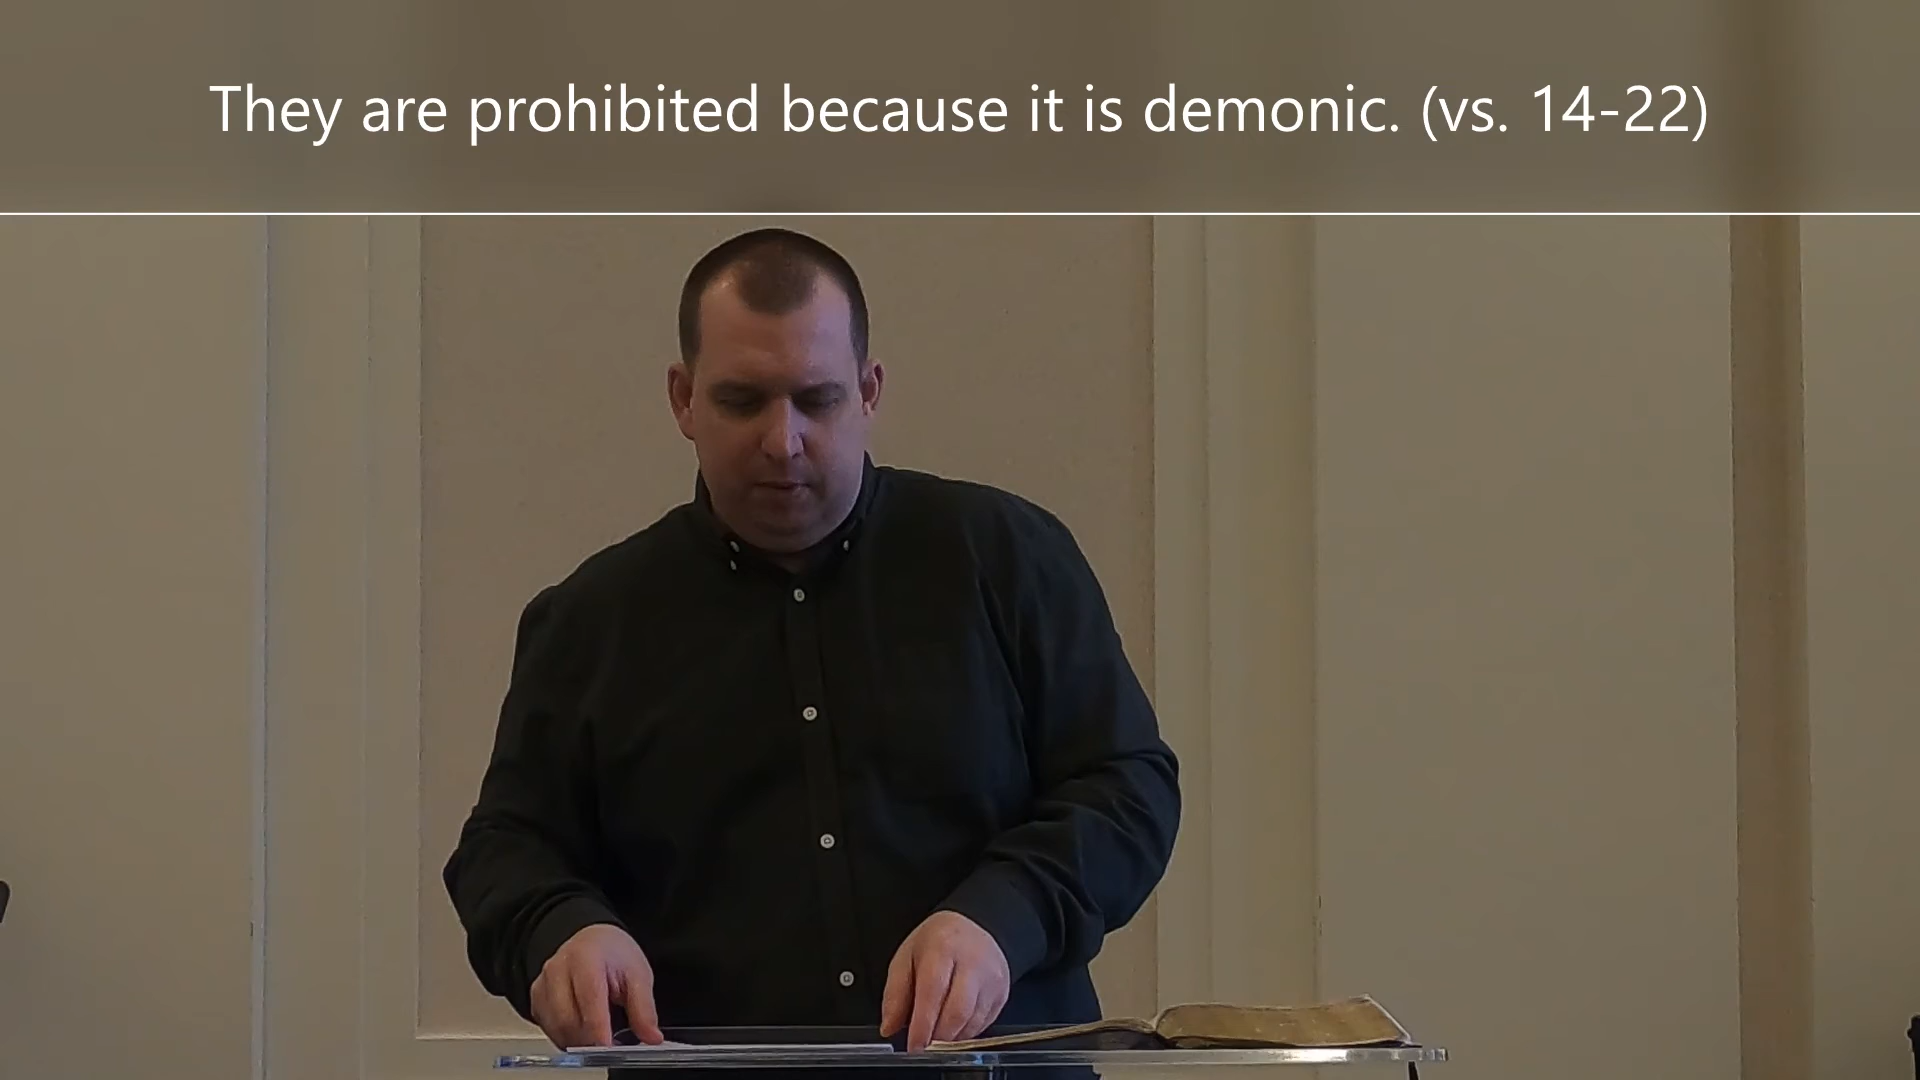 They are prohibited because it is demonic. (vs. 14-22)